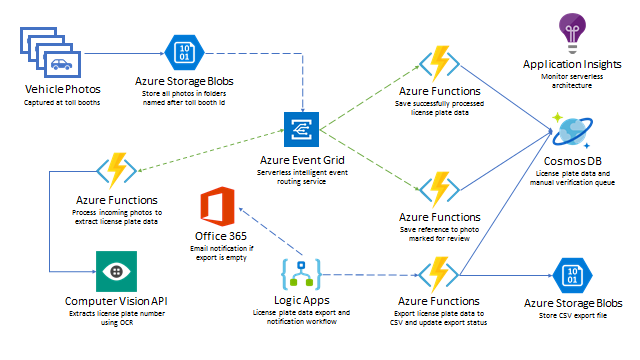 Vehicle Photos
Captured at toll booths
10
01
Azure Storage Blobs
Store all photos in folders
named after toll booth id
Azure Functions
Save successfully processed
license plate data
Application Insights
Monitor serverless
architecture
Azure Event Grid
Serverless intelligent event
routing service
Cosmos DB
License plate data and
manual verification queue
Azure Functions
Process incoming photos to
extract license plate data
Azure Functions
Save reference to photo
marked for review
Office 365
Email notification if
export is empty
Computer Vision API
Extracts license plate number
using OCR
Logic Apps
License plate data export and
notification workflow
Azure Functions
Export license plate data to
CSV and update export status
10
01
Azure Storage Blobs
Store CSV export file